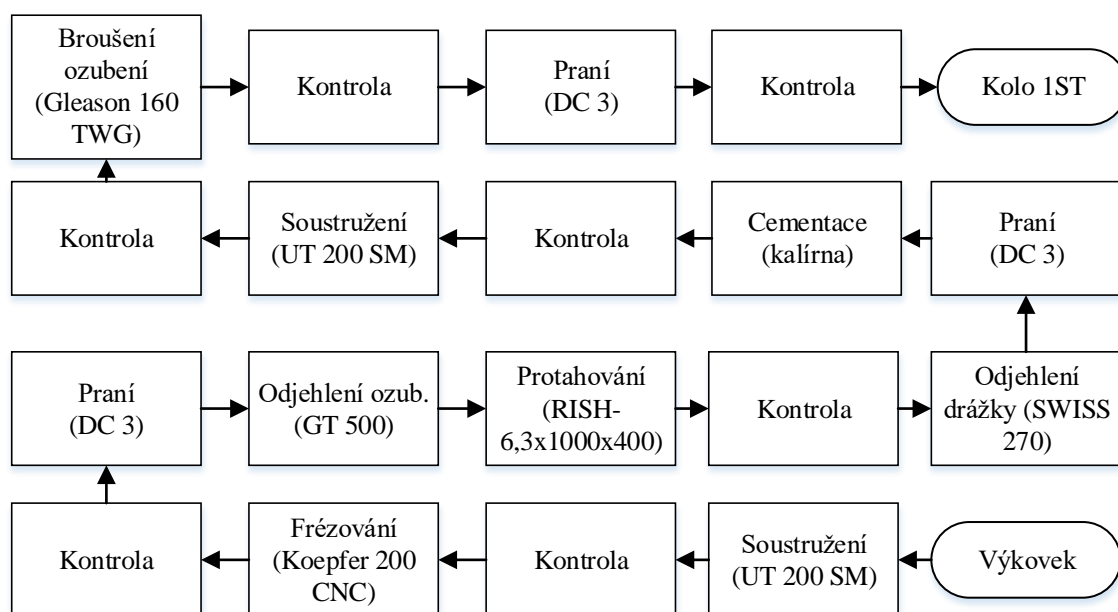 Broušení
ozubení
(Gleason 160
TWG)
Kontrola
Praní
(DC 3)
Kontrola
Kolo 1ST
Kontrola
Soustružení
(UT 200 SM)
Kontrola
Cementace
(kalírna)
Praní
(DC 3)
Praní
(DC 3)
Odjehlení ozub.
(GT 500)
Protahování
(RISH-
6,3x1000x400)
Kontrola
Odjehlení
drážky (SWISS
270)
Kontrola
Frézování
(Koepfer 200
CNC)
Kontrola
Soustružení
(UT 200 SM)
Výkovek